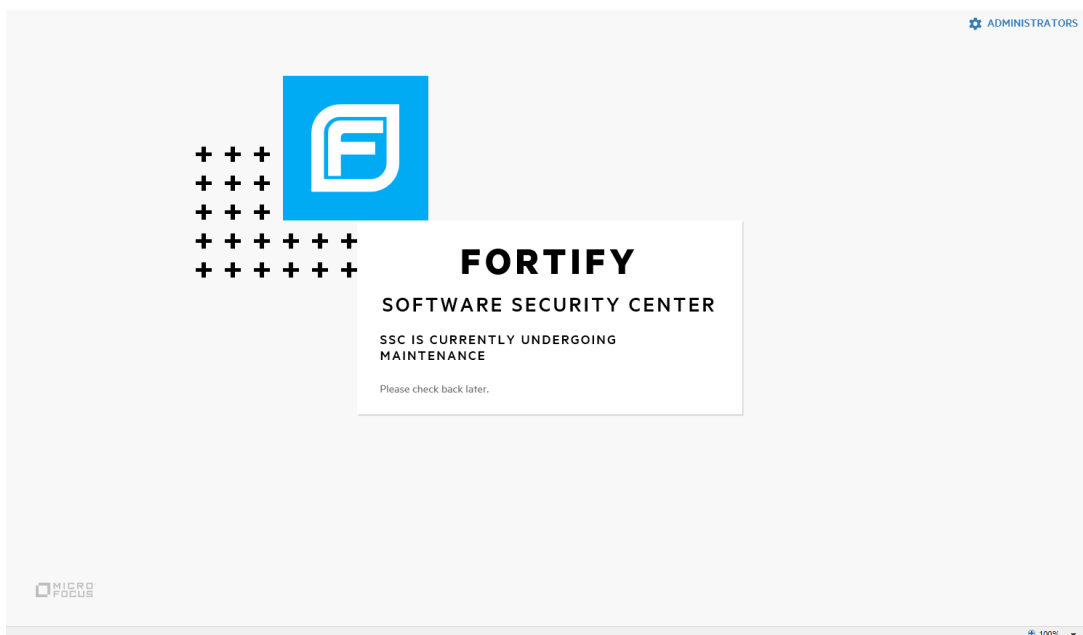 ADMINISTRATORS
FORTIFY
SOFTWARE SECURITY CENTER
SSC IS CURRENTLY UNDERGOING
MAINTENANCE
Please check back later.
MICRO
FOCUS
100%